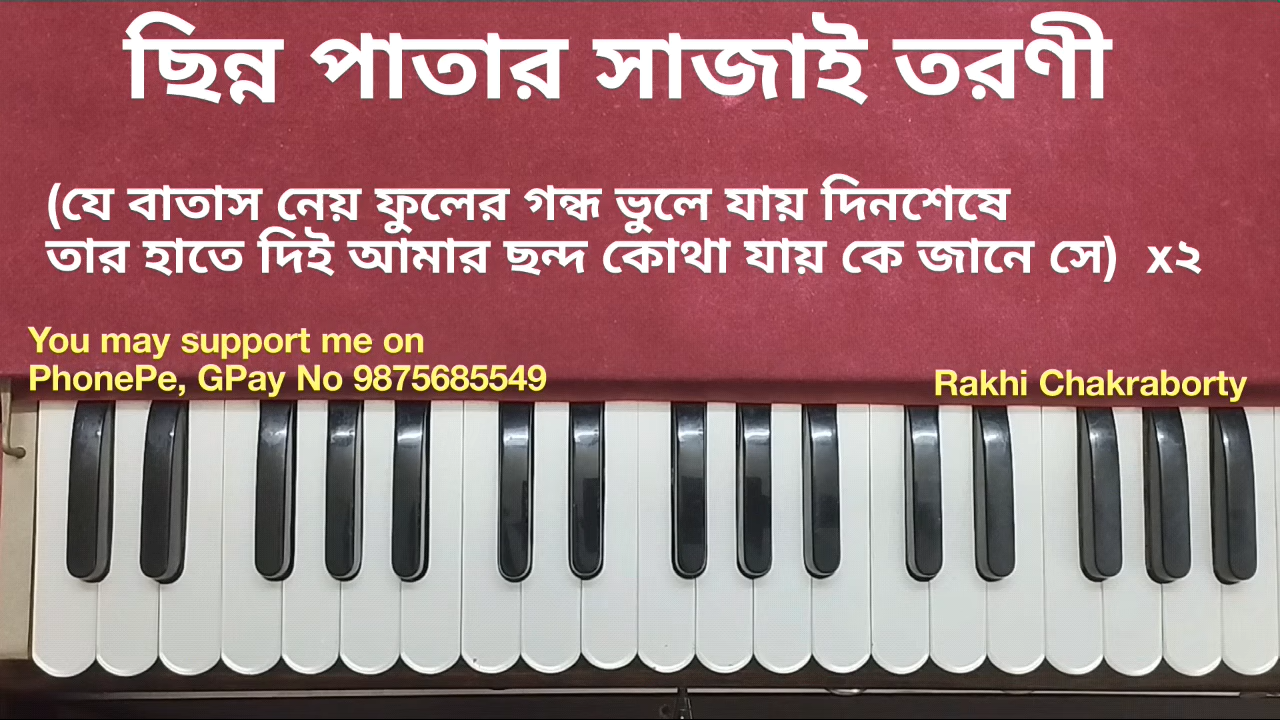 ছিন্ন পাতার সাজাই তরণী
(যে বাতাস নেয় ফুলের গন্ধ ভুলে যায় দিনশেষে
তার হাতে দিই আমার ছন্দ কোথা যায় কে জানে সে) x২
You may support me on
PhonePe, GPay No 9875685549
Rakhi Chakraborty